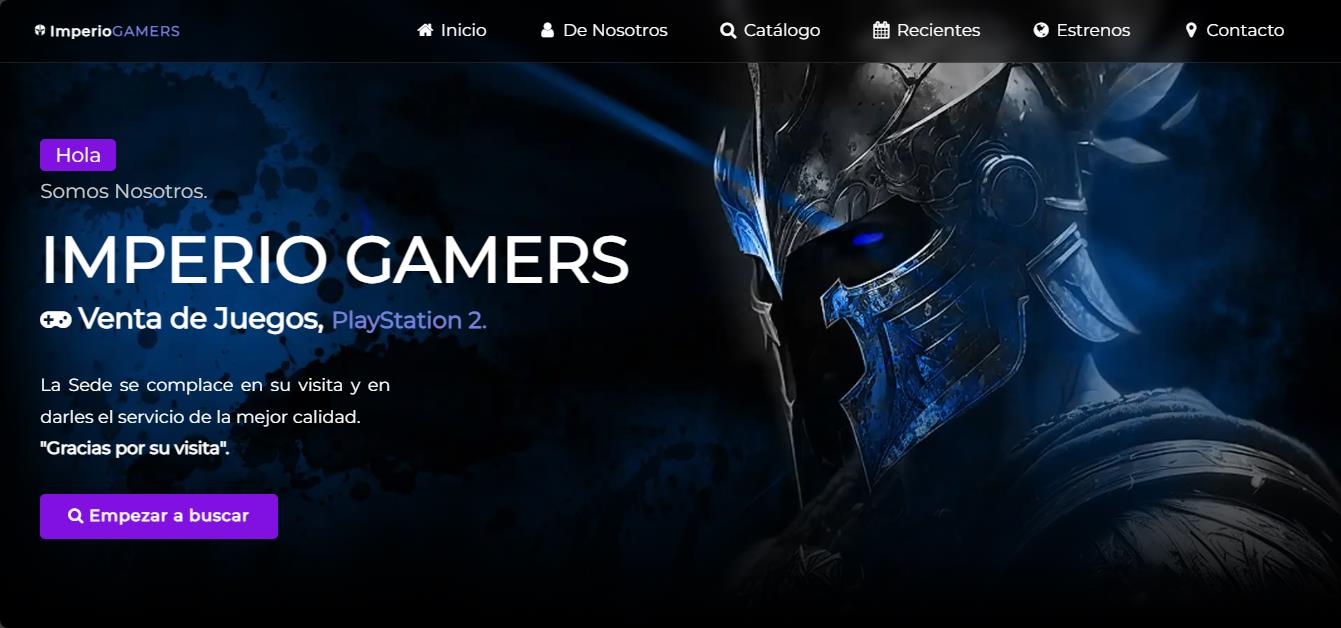 ImperioGAMERS
Inicio
De Nosotros
Catálogo
Recientes
Estrenos
Contacto
Hola
Somos Nosotros.
IMPERIO GAMERS
Venta de Juegos, PlayStation 2.
La Sede se complace en su visita y en
darles el servicio de la mejor calidad.
"Gracias por su visita".
Empezar a buscar